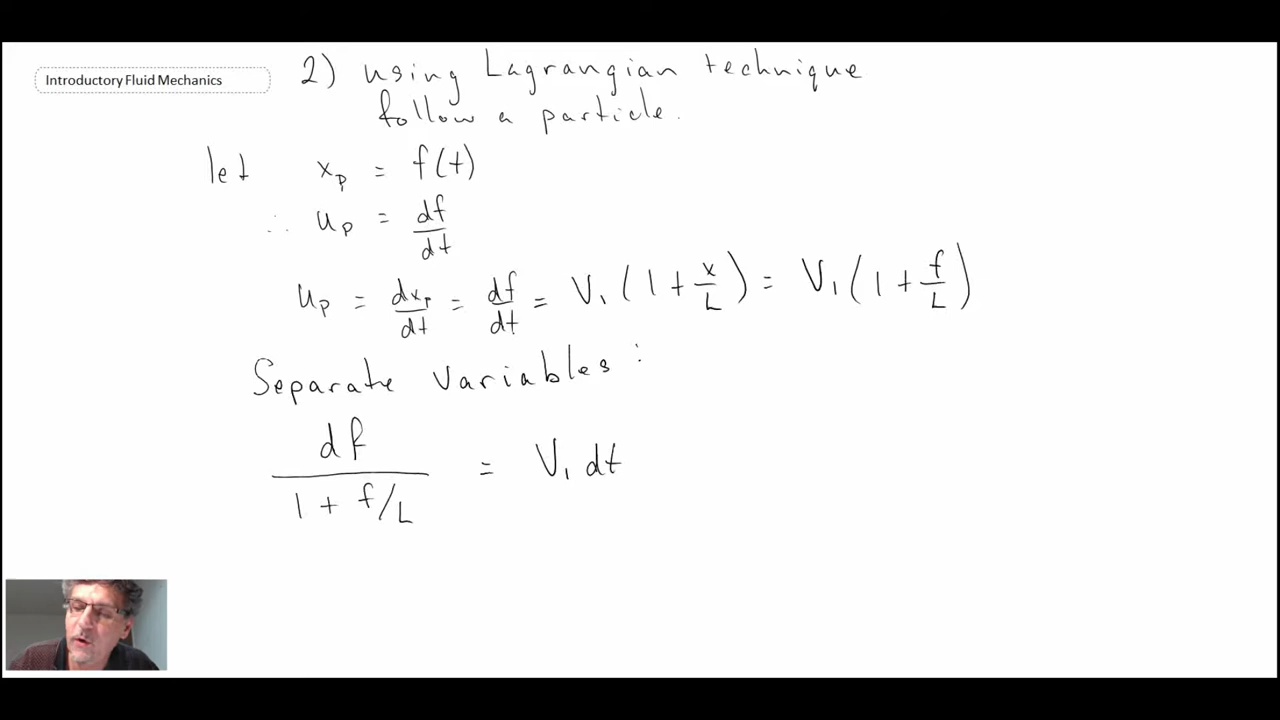 Introductory Fluid Mechanics
2) using Lagrangian technique
follow a particle.
let x_p = f(t)
∴ u_p = df/dt
u_p = dx_p/dt = df/dt = V_1 (1 + x/L) = V_1 (1 + f/L)
Separate Variables :
df / (1 + f/L) = V_1 dt